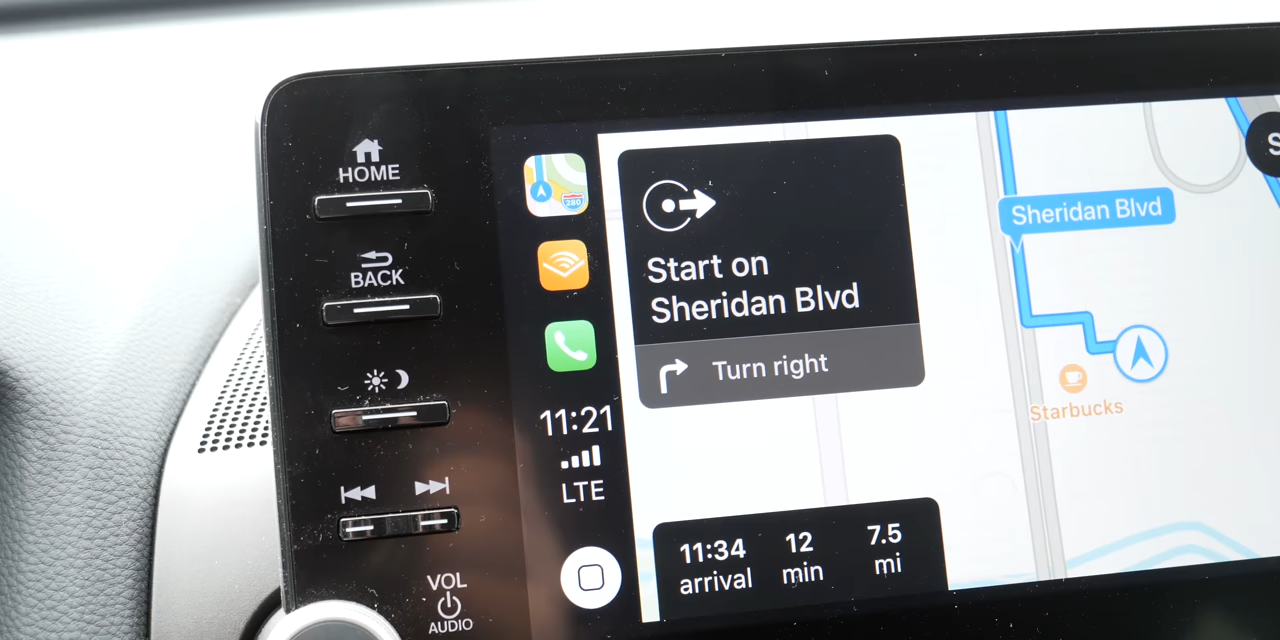 HOME
BACK
VOL
AUDIO
280
11:21
LTE
Start on
Sheridan Blvd
Turn right
11:34
arrival
12
min
7.5
mi
Sheridan Blvd
Starbucks
S